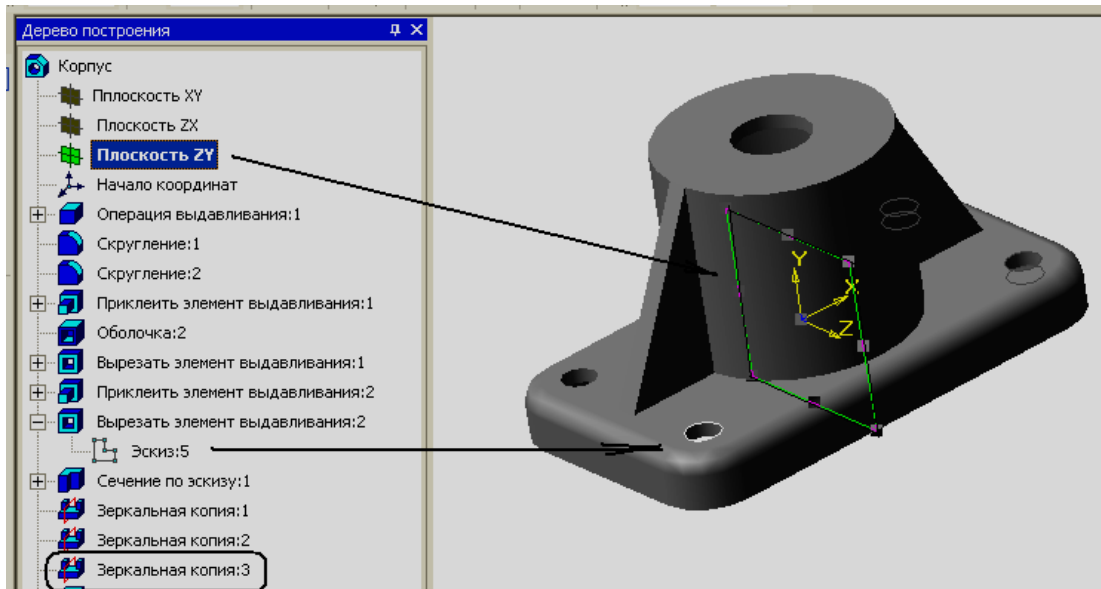 Дерево построения
Корпус
Пплоскость XY
Плоскость ZX
Плоскость ZY
Начало координат
Операция выдавливания:1
Скругление:1
Скругление:2
Приклеить элемент выдавливания:1
Оболочка:2
Вырезать элемент выдавливания:1
Приклеить элемент выдавливания:2
Вырезать элемент выдавливания:2
Эскиз:5
Сечение по эскизу:1
Зеркальная копия:1
Зеркальная копия:2
Зеркальная копия:3
Y
X
Z